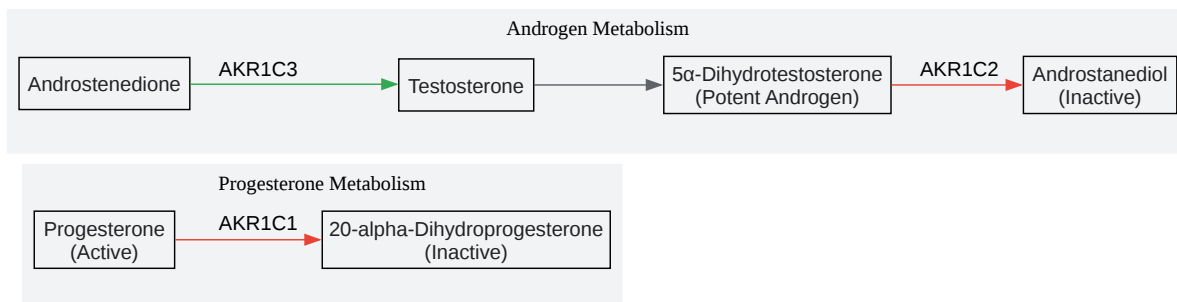 Androgen Metabolism
Androstenedione
AKR1C3
Testosterone
5α-Dihydrotestosterone
(Potent Androgen)
AKR1C2
Androstanediol
(Inactive)
Progesterone Metabolism
Progesterone
(Active)
AKR1C1
20-alpha-Dihydroprogesterone
(Inactive)